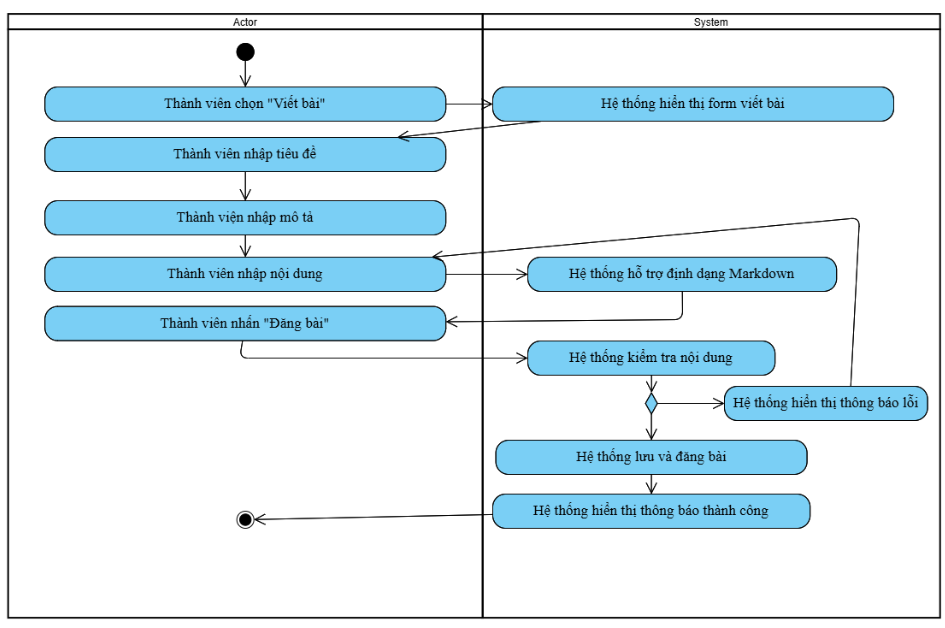 Actor
System
Thành viên chọn "Viết bài"
Hệ thống hiển thị form viết bài
Thành viên nhập tiêu đề
Thành viện nhập mô tả
Thành viên nhập nội dung
Hệ thống hỗ trợ định dạng Markdown
Thành viên nhấn "Đăng bài"
Hệ thống kiểm tra nội dung
Hệ thống hiển thị thông báo lỗi
Hệ thống lưu và đăng bài
Hệ thống hiển thị thông báo thành công